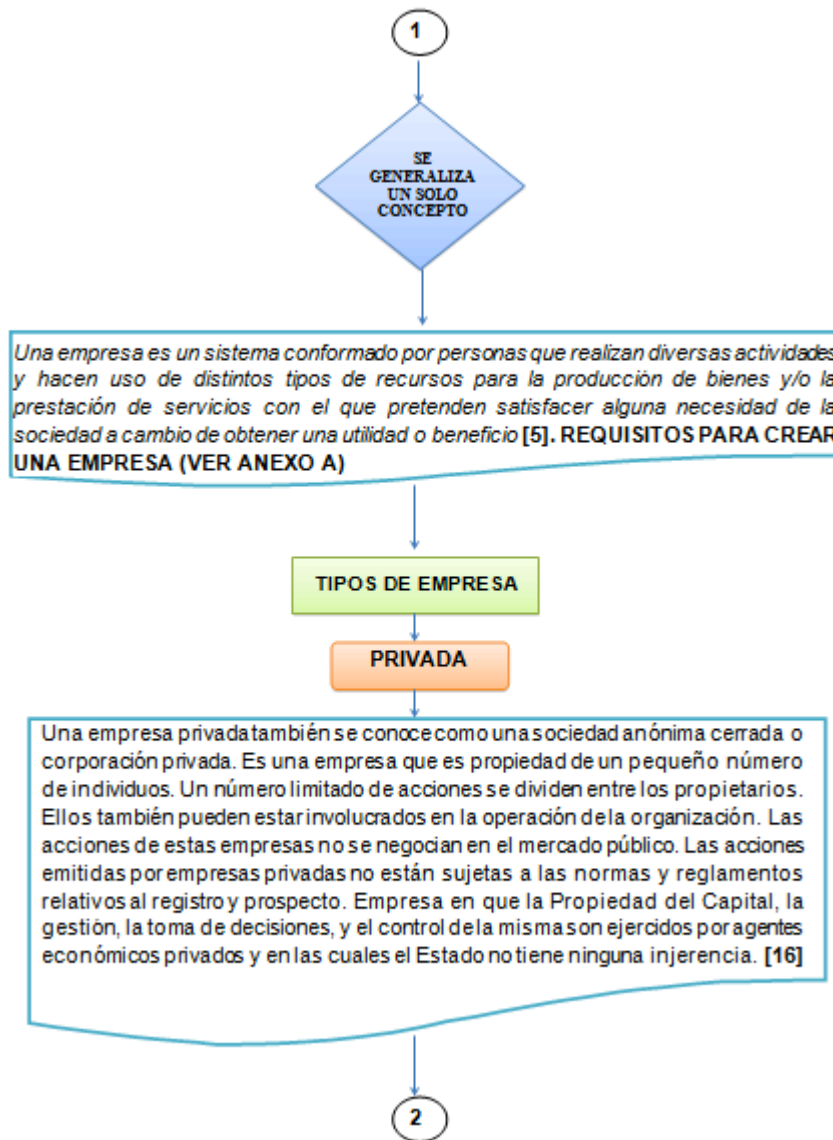 1
SE
GENERALIZA
UN SOLO
CONCEPTO
Una empresa es un sistema conformado por personas que realizan diversas actividades
y hacen uso de distintos tipos de recursos para la producción de bienes y/o la
prestación de servicios con el que pretenden satisfacer alguna necesidad de la
sociedad a cambio de obtener una utilidad o beneficio [5]. REQUISITOS PARA CREAR
UNA EMPRESA (VER ANEXO A)
TIPOS DE EMPRESA
PRIVADA
Una empresa privada también se conoce como una sociedad anónima cerrada o
corporación privada. Es una empresa que es propiedad de un pequeño número
de individuos. Un número limitado de acciones se dividen entre los propietarios.
Ellos también pueden estar involucrados en la operación de la organización. Las
acciones de estas empresas no se negocian en el mercado público. Las acciones
emitidas por empresas privadas no están sujetas a las normas y reglamentos
relativos al registro y prospecto. Empresa en que la Propiedad del Capital, la
gestión, la toma de decisiones, y el control de la misma son ejercidos por agentes
económicos privados y en las cuales el Estado no tiene ninguna injerencia. [16]
2